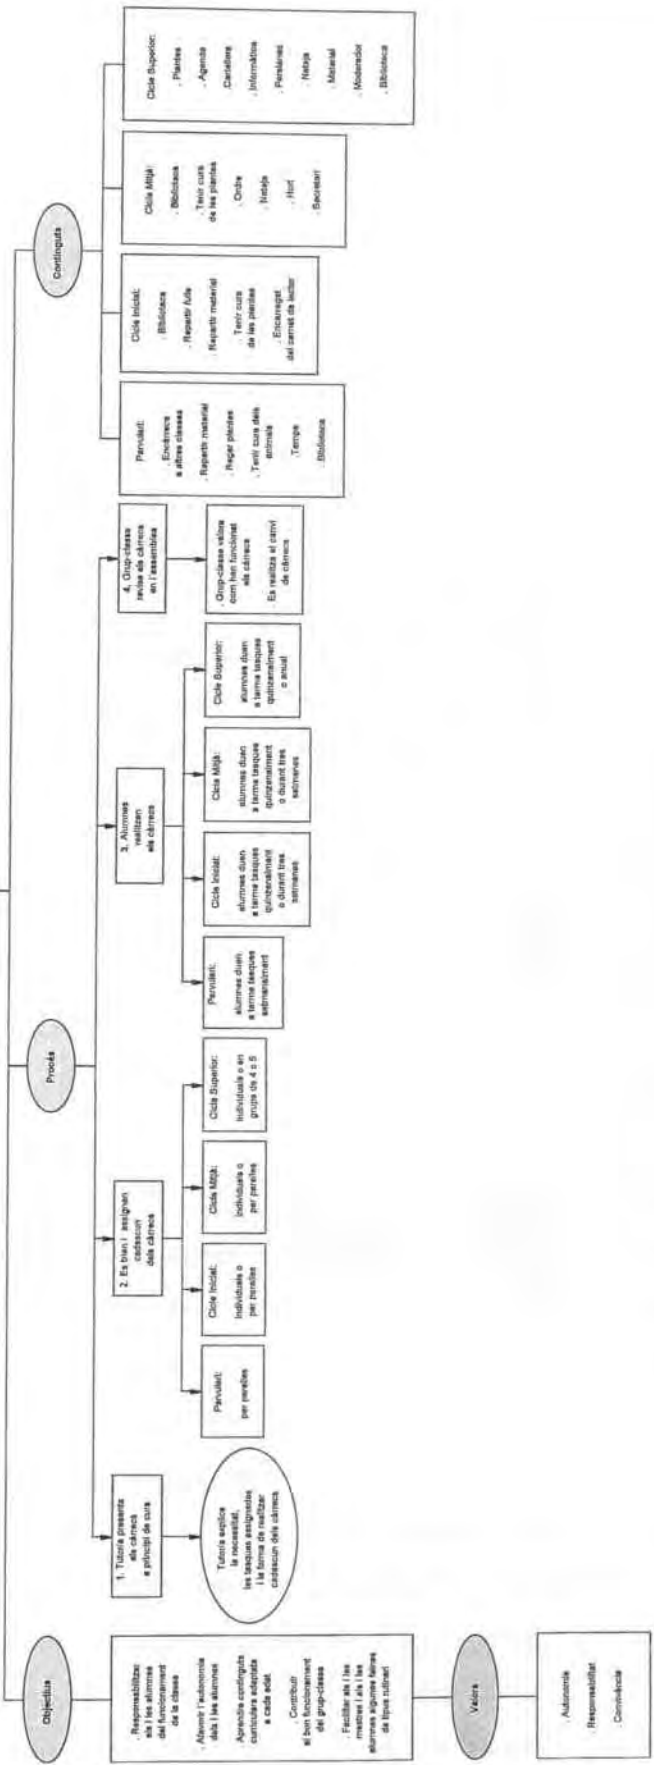 Objectius
. Responsabilitzar
als i les alumnes
del funcionament
de la classe
. Afavorir l'autonomia
dels i les alumnes
. Aprendre continguts
curriculars adaptats
a cada edat
. Contribuir
al bon funcionament
del grup-classe
. Facilitar als i les
mestres i als i les
alumnes algunes feines
de tipus rutinari
Valors
. Autonomia
. Responsabilitat
. Convivència
Procés
1. Tutor/a presenta
els càrrecs
a principi de curs
Tutor/a explica
la necessitat,
les tasques assignades
i la forma de realitzar
cadascun dels càrrecs
2. Es trien i assignen
cadascun
dels càrrecs
Parvulari:
per parelles
Cicle Inicial:
Individuals o
per parelles
Cicle Mitjà:
Individuals o
per parelles
Cicle Superior:
Individuals o en
grups de 4 o 5
3. Alumnes
realitzen
els càrrecs
Parvulari:
alumnes duen
a terme tasques
setmanalment
Cicle Inicial:
alumnes duen
a terme tasques
quinzenalment
o durant tres
setmanes
Cicle Mitjà:
alumnes duen
a terme tasques
quinzenalment
o durant tres
setmanes
Cicle Superior:
alumnes duen
a terme tasques
quinzenalment
o anual
4. Grup-classe
revisa els càrrecs
en l'assemblea
. Grup-classe valora
com han funcionat
els càrrecs
. Es realitza el canvi
de càrrecs
Continguts
Parvulari:
. Encàrrecs
a altres classes
. Repartir material
. Regar plantes
. Tenir cura dels
animals
. Temps
. Biblioteca
Cicle Inicial:
. Biblioteca
. Repartir fulls
. Repartir material
. Tenir cura
de les plantes
. Encarregat
del carnet de lector
Cicle Mitjà:
. Biblioteca
. Tenir cura
de les plantes
. Ordre
. Neteja
. Hort
. Secretari
Cicle Superior:
. Plantes
. Agenda
. Cartellera
. Informàtica
. Persianes
. Neteja
. Material
. Moderador
. Biblioteca